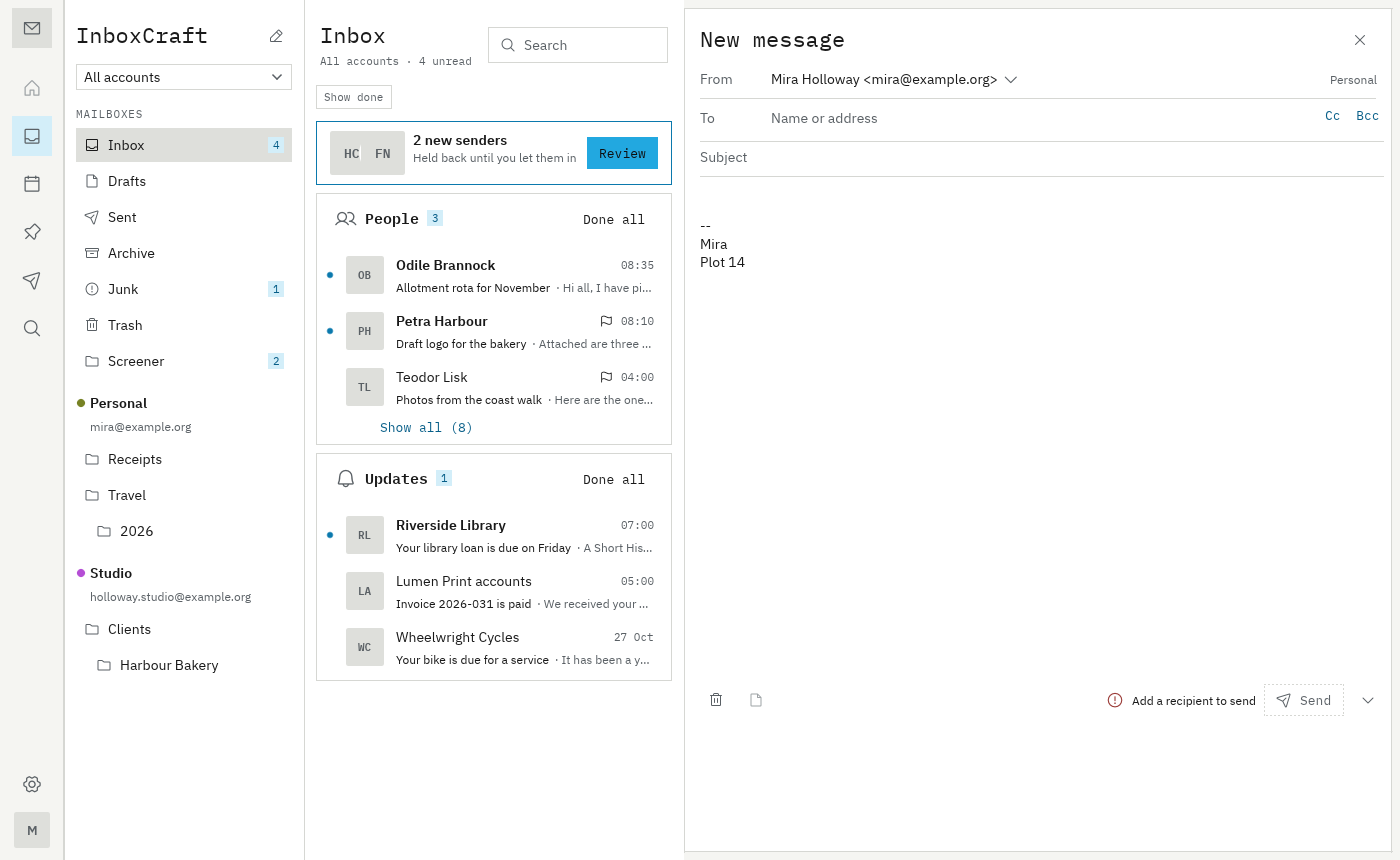 InboxCraft
All accounts
MAILBOXES
Inbox 4
Drafts
Sent
Archive
Junk 1
Trash
Screener 2
Personal
mira@example.org
Receipts
Travel
2026
Studio
holloway.studio@example.org
Clients
Harbour Bakery
M
Inbox
All accounts · 4 unread
Search
Show done
HC FN
2 new senders
Held back until you let them in
Review
People 3 Done all
OB
Odile Brannock 08:35
Allotment rota for November · Hi all, I have pi…
PH
Petra Harbour 08:10
Draft logo for the bakery · Attached are three …
TL
Teodor Lisk 04:00
Photos from the coast walk · Here are the one…
Show all (8)
Updates 1 Done all
RL
Riverside Library 07:00
Your library loan is due on Friday · A Short His…
LA
Lumen Print accounts 05:00
Invoice 2026-031 is paid · We received your …
WC
Wheelwright Cycles 27 Oct
Your bike is due for a service · It has been a y…
New message
From Mira Holloway <mira@example.org> Personal
To Name or address Cc Bcc
Subject
--
Mira
Plot 14
Add a recipient to send Send